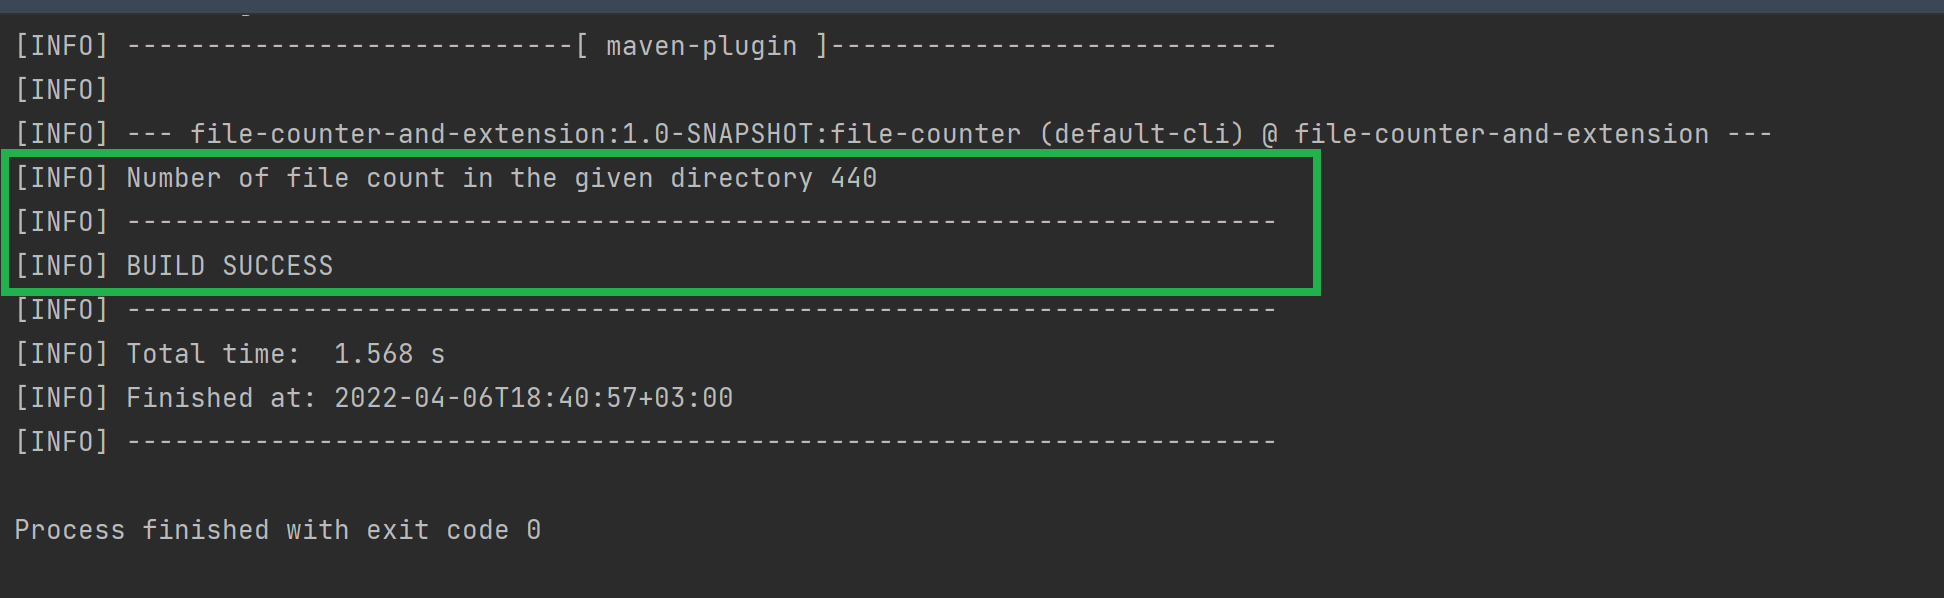 [INFO] ----------------------------[ maven-plugin ]----------------------------
[INFO]
[INFO] --- file-counter-and-extension:1.0-SNAPSHOT:file-counter (default-cli) @ file-counter-and-extension ---
[INFO] Number of file count in the given directory 440
[INFO] ------------------------------------------------------------------------
[INFO] BUILD SUCCESS
[INFO] ------------------------------------------------------------------------
[INFO] Total time:  1.568 s
[INFO] Finished at: 2022-04-06T18:40:57+03:00
[INFO] ------------------------------------------------------------------------
Process finished with exit code 0